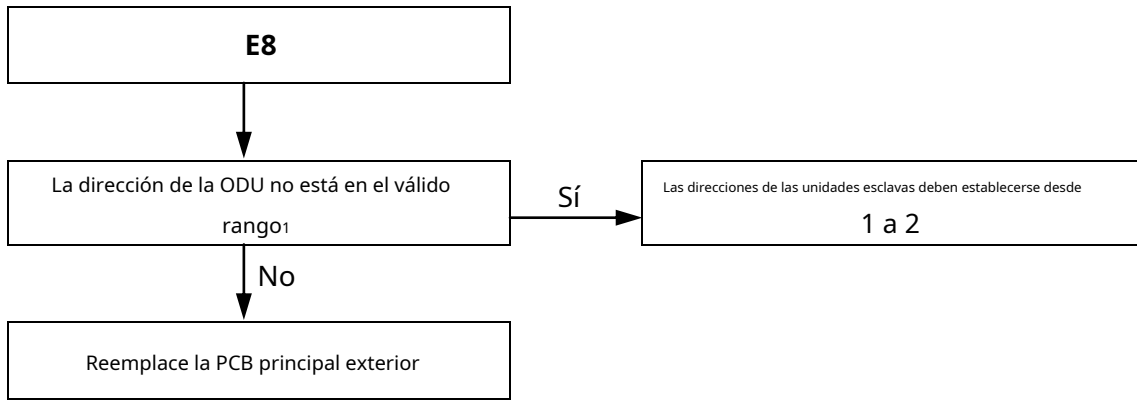 E8
La dirección de la ODU no está en el válido
rango1
Sí
Las direcciones de las unidades esclavas deben establecerse desde
1 a 2
No
Reemplace la PCB principal exterior